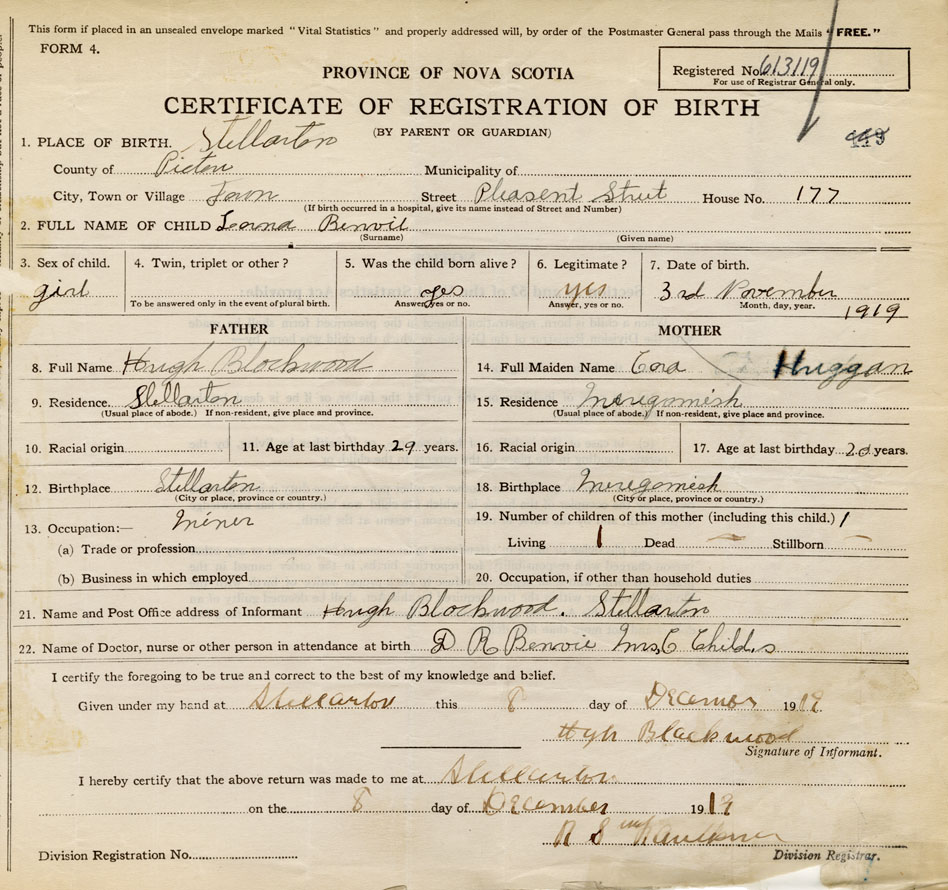 This form if placed in an unsealed envelope marked "Vital Statistics" and properly addressed will, by order of the Postmaster General pass through the Mails "FREE."
FORM 4.
PROVINCE OF NOVA SCOTIA
Registered No. 613119
For use of Registrar General only.
CERTIFICATE OF REGISTRATION OF BIRTH
(BY PARENT OR GUARDIAN)
1. PLACE OF BIRTH. Stellarton
County of Pictou Municipality of
City, Town or Village Town Street Pleasent Street House No. 177
(If birth occurred in a hospital, give its name instead of Street and Number)
2. FULL NAME OF CHILD Benvie
(Surname) (Given name)
3. Sex of child. 4. Twin, triplet or other? 5. Was the child born alive? 6. Legitimate? 7. Date of birth.
girl yes yes 3rd November
To be answered only in the event of plural birth. Answer, yes or no. Answer, yes or no. Month, day, year. 1919
FATHER MOTHER
8. Full Name Hugh Blockwood 14. Full Maiden Name Cora Huggan
9. Residence. Stellarton 15. Residence Meregomish
(Usual place of abode.) If non-resident, give place and province. (Usual place of abode.) If non-resident, give place and province.
10. Racial origin 11. Age at last birthday 29 years. 16. Racial origin 17. Age at last birthday years.
12. Birthplace Stellarton 18. Birthplace Meregomish
(City or place, province or country.) (City or place, province or country.)
13. Occupation:— Miner 19. Number of children of this mother (including this child.) 1
(a) Trade or profession Living 1 Dead — Stillborn —
(b) Business in which employed 20. Occupation, if other than household duties
21. Name and Post Office address of Informant Hugh Blockwood. Stellarton
22. Name of Doctor, nurse or other person in attendance at birth D R Benvie Mrs C Childs
I certify the foregoing to be true and correct to the best of my knowledge and belief.
Given under my hand at Stellarton this 8 day of December 1919
Hugh Blackwood
Signature of Informant.
I hereby certify that the above return was made to me at Stellarton
on the 8 day of December 1919
R S Faulkner
Division Registration No. Division Registrar.